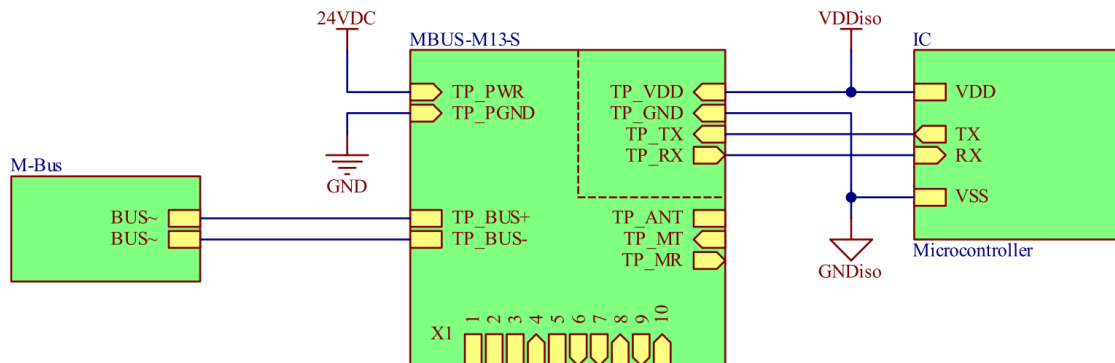 24VDC
VDDiso
MBUS-M13-S
IC
TP_PWR
TP_VDD
VDD
TP_PGND
TP_GND
TP_TX
TX
TP_RX
RX
M-Bus
GND
VSS
BUS~
TP_BUS+
TP_ANT
BUS~
TP_BUS-
TP_MT
TP_MR
Microcontroller
GNDiso
X1
1 2 3 4 5 6 7 8 9 10